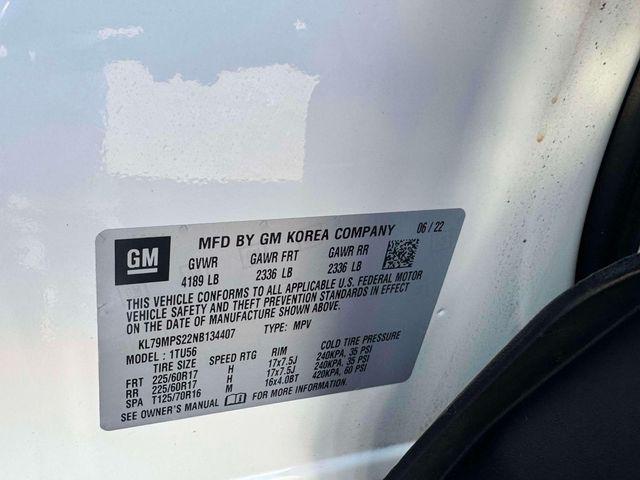 GM
MFD BY GM KOREA COMPANY 06/22
GVWR GAWR FRT GAWR RR
4189 LB 2336 LB 2336 LB
THIS VEHICLE CONFORMS TO ALL APPLICABLE U.S. FEDERAL MOTOR
VEHICLE SAFETY AND THEFT PREVENTION STANDARDS IN EFFECT
ON THE DATE OF MANUFACTURE SHOWN ABOVE.
KL79MPS22NB134407 TYPE: MPV
MODEL : 1TU56
TIRE SIZE SPEED RTG RIM COLD TIRE PRESSURE
FRT 225/60R17 H 17x7.5J 240KPA, 35 PSI
RR 225/60R17 H 17x7.5J 240KPA, 35 PSI
SPA T125/70R16 M 16x4.0BT 420KPA, 60 PSI
SEE OWNER'S MANUAL FOR MORE INFORMATION.